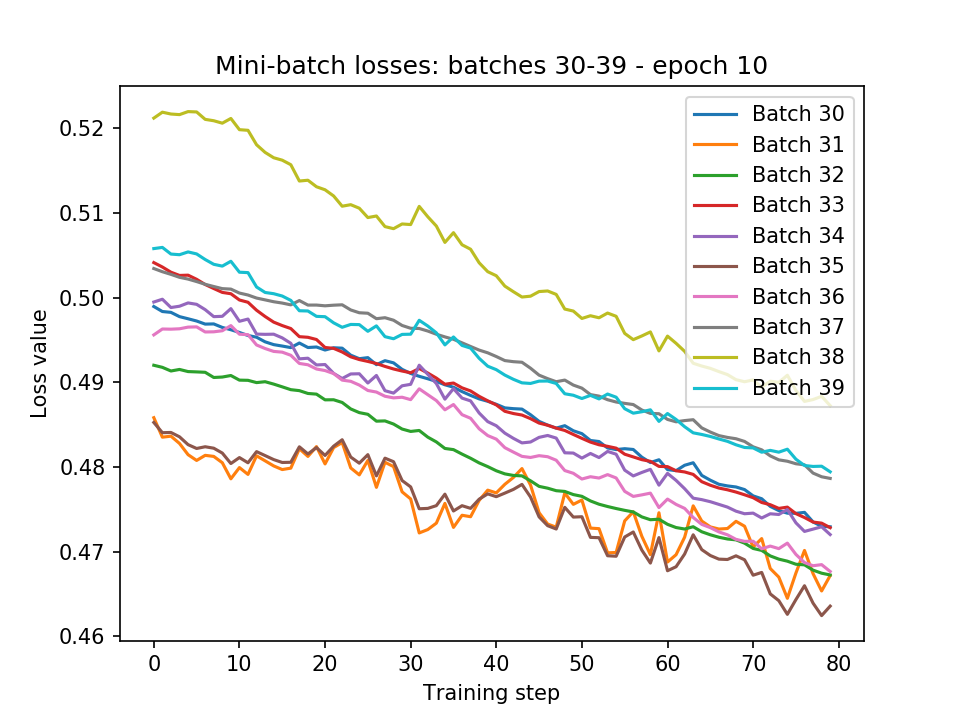 Mini-batch losses: batches 30-39 - epoch 10
Loss value
0.52
0.51
0.50
0.49
0.48
0.47
0.46
Batch 30
Batch 31
Batch 32
Batch 33
Batch 34
Batch 35
Batch 36
Batch 37
Batch 38
Batch 39
0 10 20 30 40 50 60 70 80
Training step